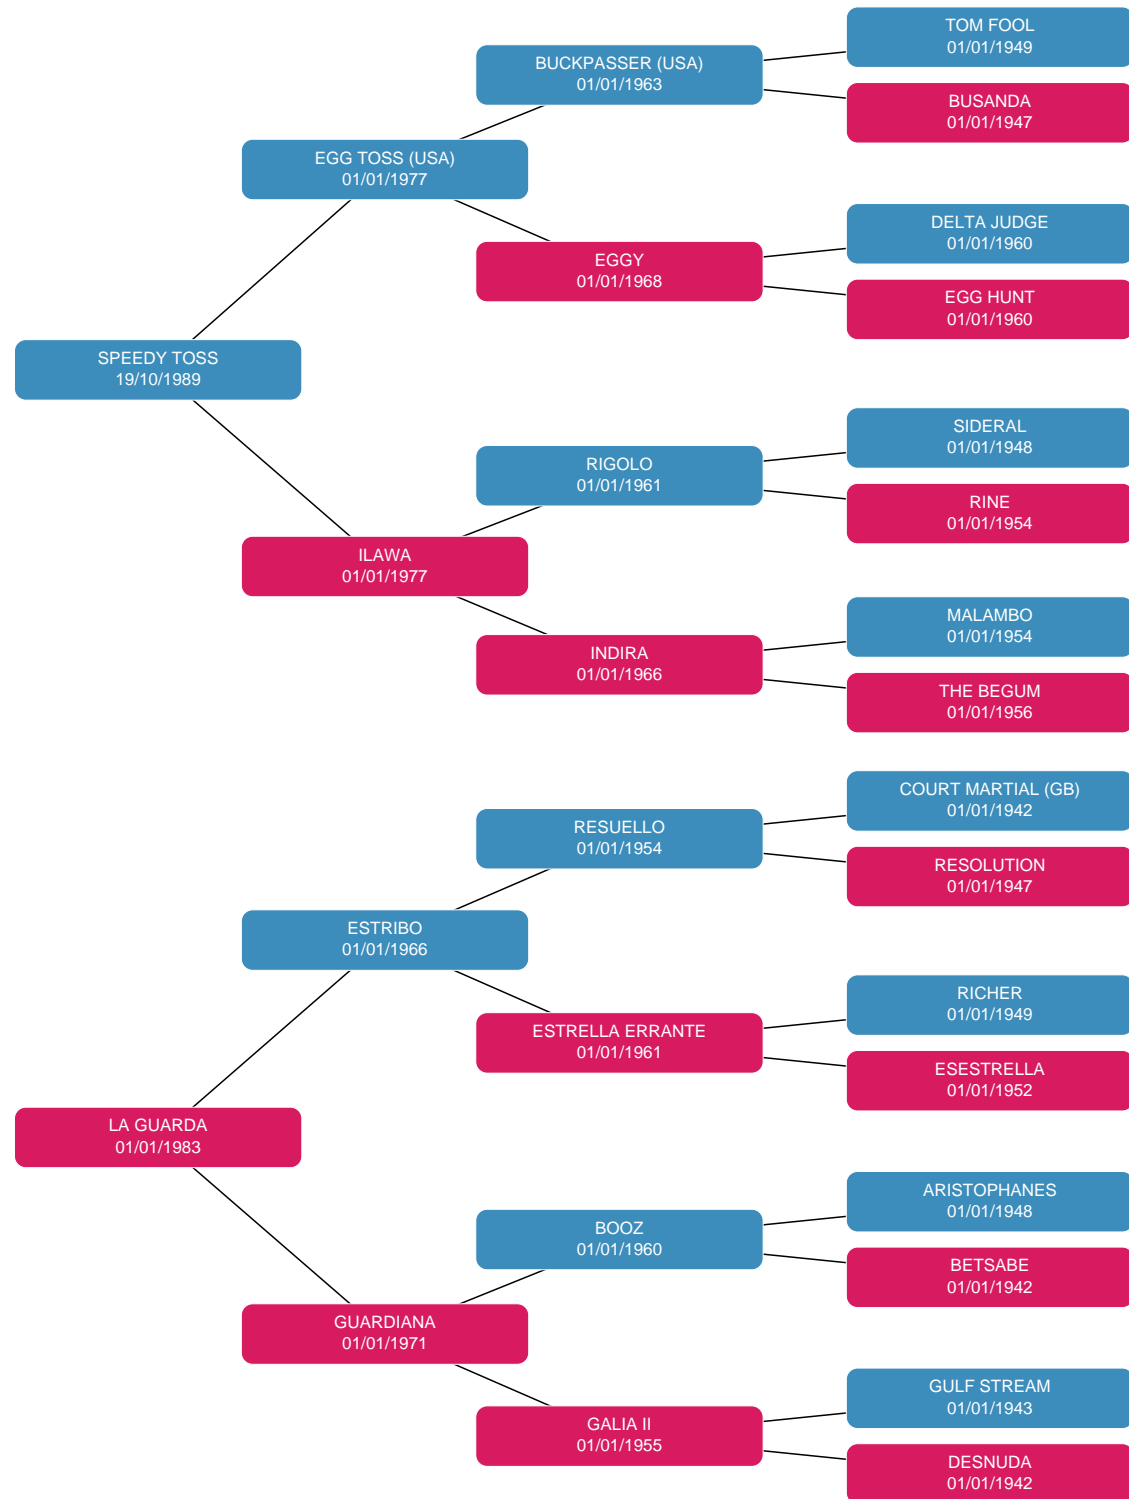 TOM FOOL
01/01/1949
BUCKPASSER (USA)
01/01/1963
BUSANDA
01/01/1947
EGG TOSS (USA)
01/01/1977
DELTA JUDGE
01/01/1960
EGGY
01/01/1968
EGG HUNT
01/01/1960
SPEEDY TOSS
19/10/1989
SIDERAL
01/01/1948
RIGOLO
01/01/1961
RINE
01/01/1954
ILAWA
01/01/1977
MALAMBO
01/01/1954
INDIRA
01/01/1966
THE BEGUM
01/01/1956
COURT MARTIAL (GB)
01/01/1942
RESUELLO
01/01/1954
RESOLUTION
01/01/1947
ESTRIBO
01/01/1966
RICHER
01/01/1949
ESTRELLA ERRANTE
01/01/1961
ESESTRELLA
01/01/1952
LA GUARDA
01/01/1983
ARISTOPHANES
01/01/1948
BOOZ
01/01/1960
BETSABE
01/01/1942
GUARDIANA
01/01/1971
GULF STREAM
01/01/1943
GALIA II
01/01/1955
DESNUDA
01/01/1942